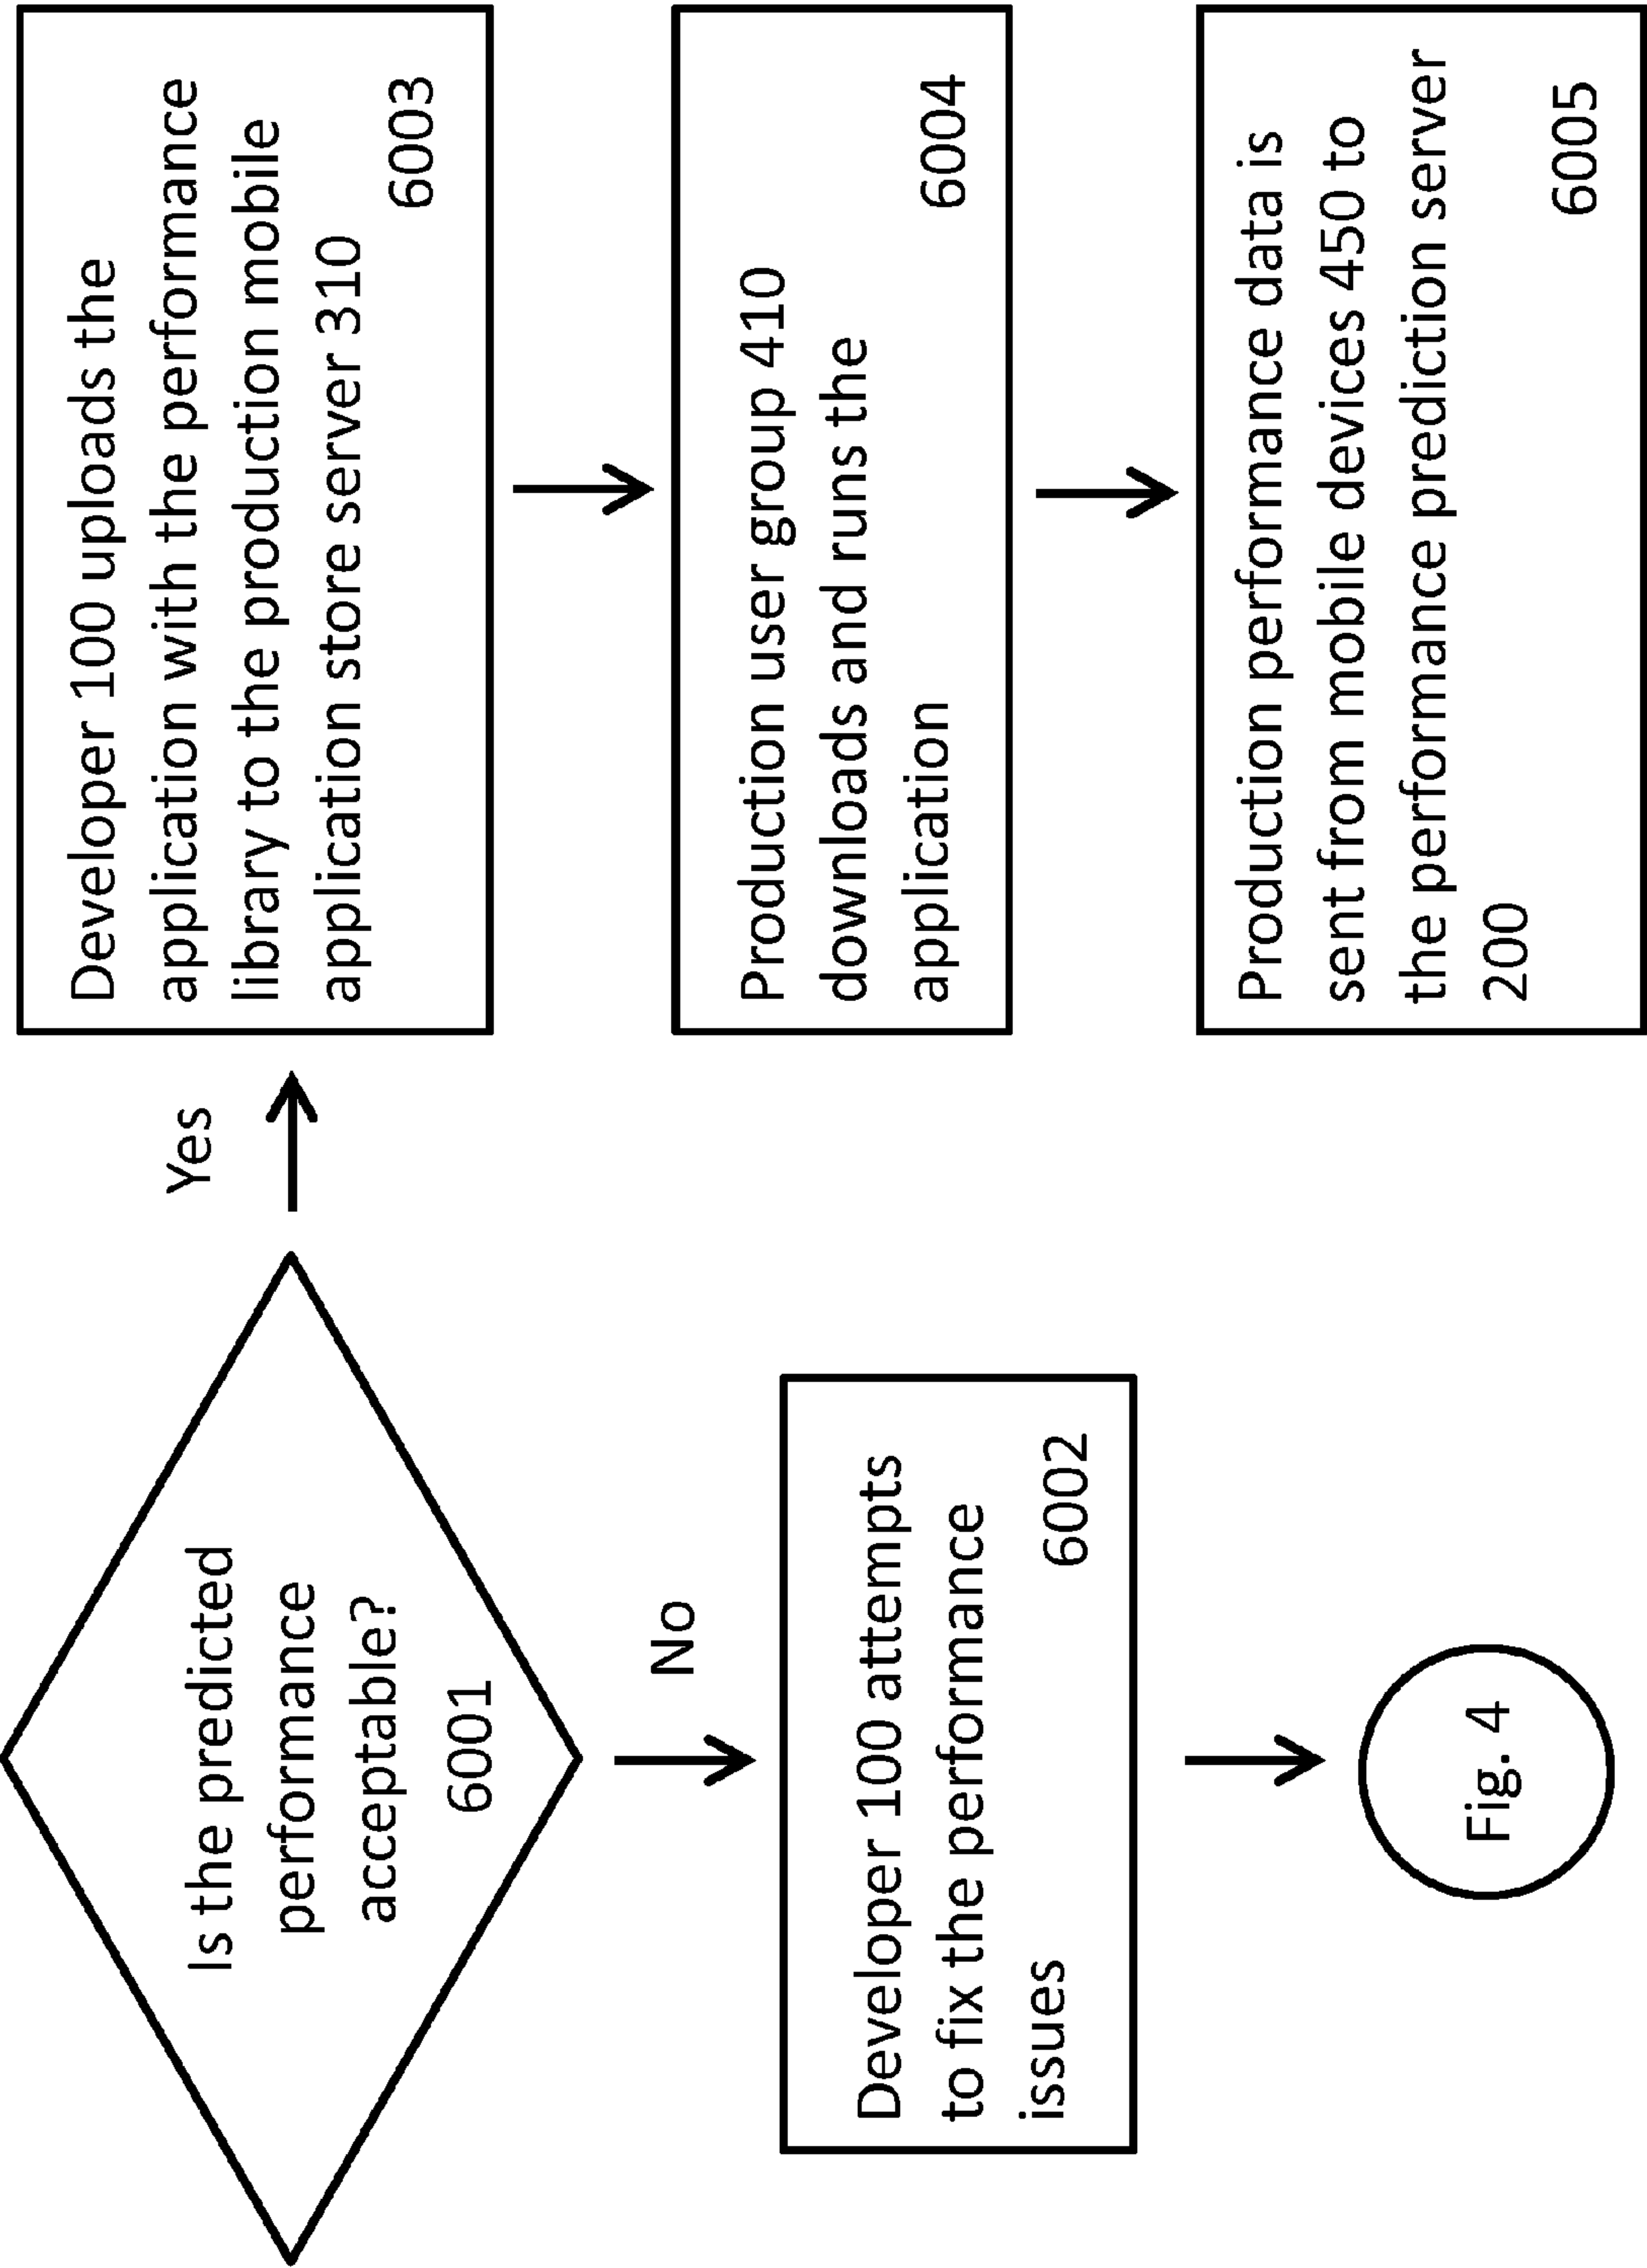 Is the predicted
performance
acceptable?
6001
Yes
No
Developer 100 attempts
to fix the performance
issues
6002
Fig. 4
Developer 100 uploads the
application with the performance
library to the production mobile
application store server 310
6003
Production user group 410
downloads and runs the
application
6004
Production performance data is
sent from mobile devices 450 to
the performance prediction server
200
6005